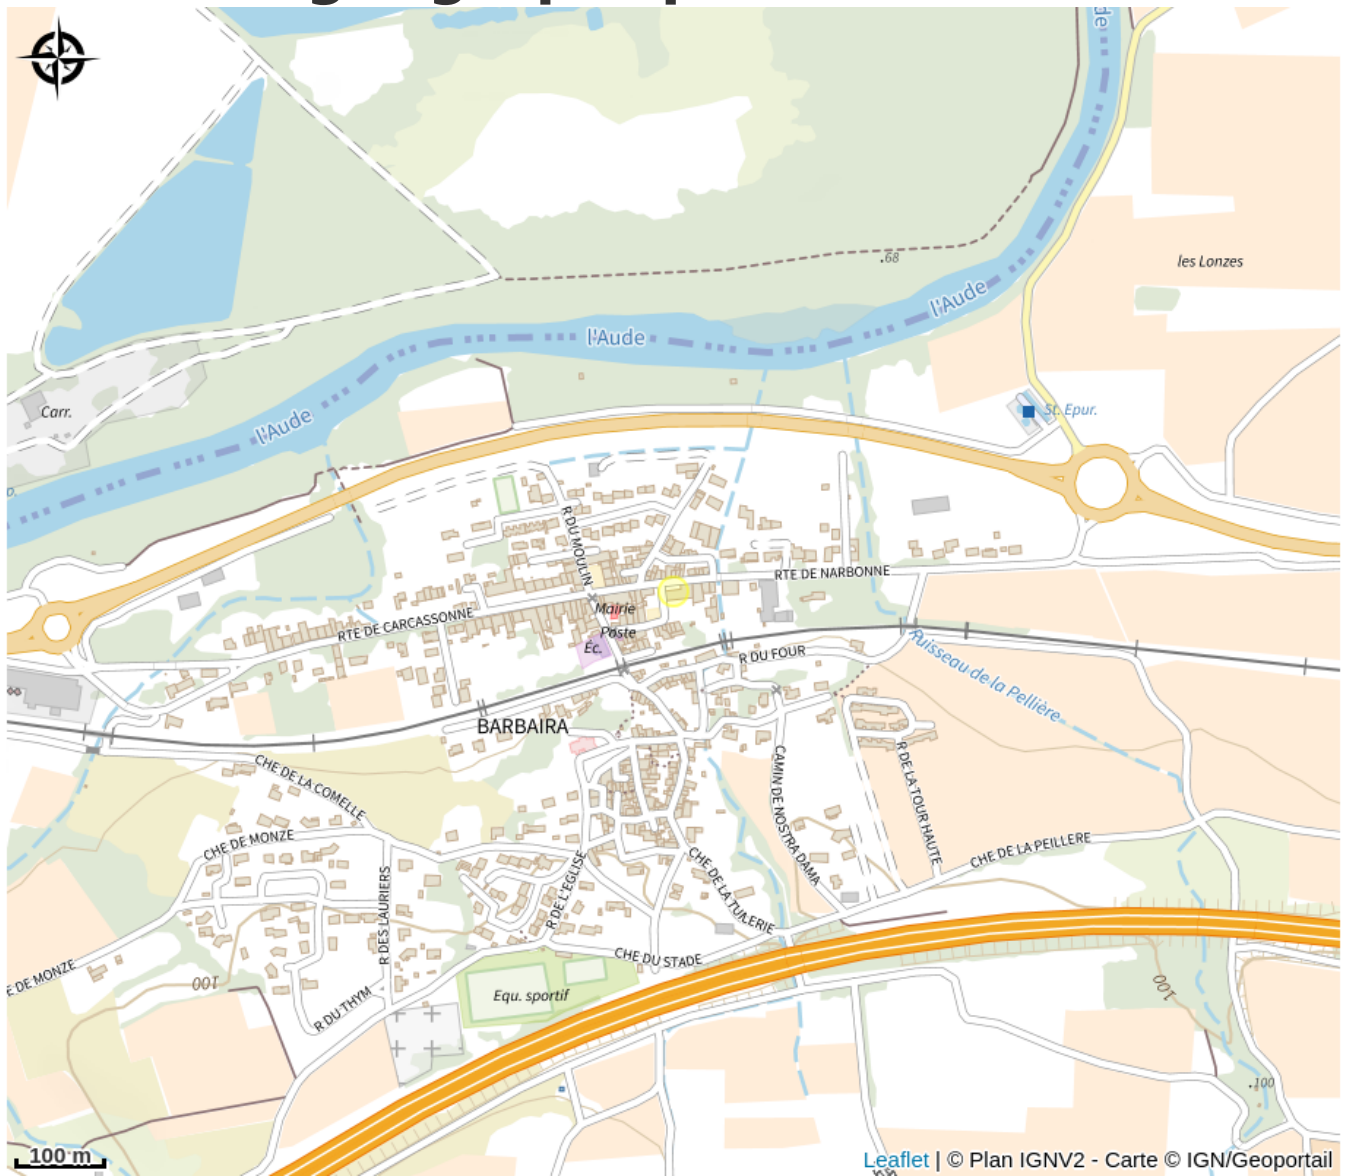 de
l'Aude
.68
les Lonzes
l'Aude
l'Aude
Carr.
St. Epur.
l'Aude
R DU MOULIN
RTE DE NARBONNE
Mairie
RTE DE CARCASSONNE
Poste
Éc.
R DU FOUR
Ruisseau de la Pellière
BARBAIRA
CHE DE LA COMELLE
CAMIN DE NOSTRA DAMA
R DE LA TOUR HAUTE
CHE DE MONZE
CHE DE LA PEILLERE
R DES LAURIERS
R DE L'EGLISE
CHE DE LA TUILERIE
CHE DU STADE
E DE MONZE
100
Equ. sportif
100
R DU THYM
.100
100 m
Leaflet | © Plan IGNV2 - Carte © IGN/Geoportail